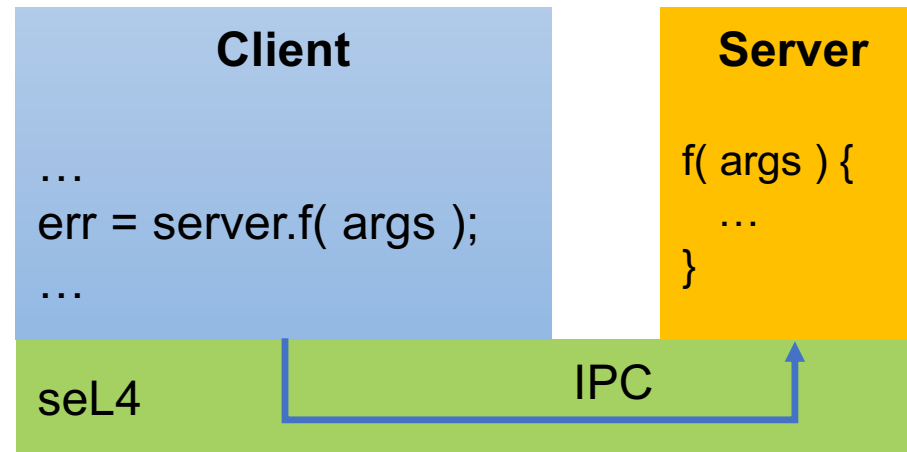 Client
…
err = server.f( args );
…
Server
f( args ) {
…
}
seL4
IPC